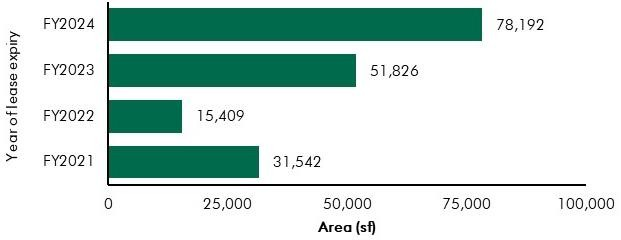 Year of lease expiry
FY2024 78,192
FY2023 51,826
FY2022 15,409
FY2021 31,542
0 25,000 50,000 75,000 100,000
Area (sf)